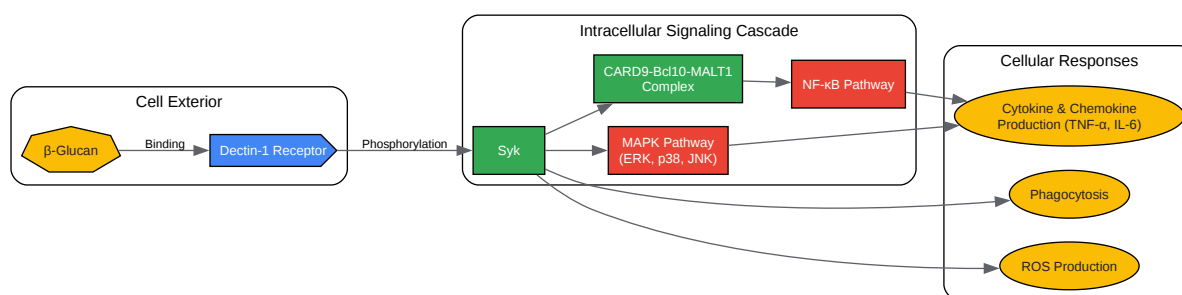 Cell Exterior
β-Glucan
Binding
Dectin-1 Receptor
Phosphorylation
Intracellular Signaling Cascade
Syk
CARD9-Bcl10-MALT1
Complex
NF-κB Pathway
MAPK Pathway
(ERK, p38, JNK)
Cellular Responses
Cytokine & Chemokine
Production (TNF-α, IL-6)
Phagocytosis
ROS Production